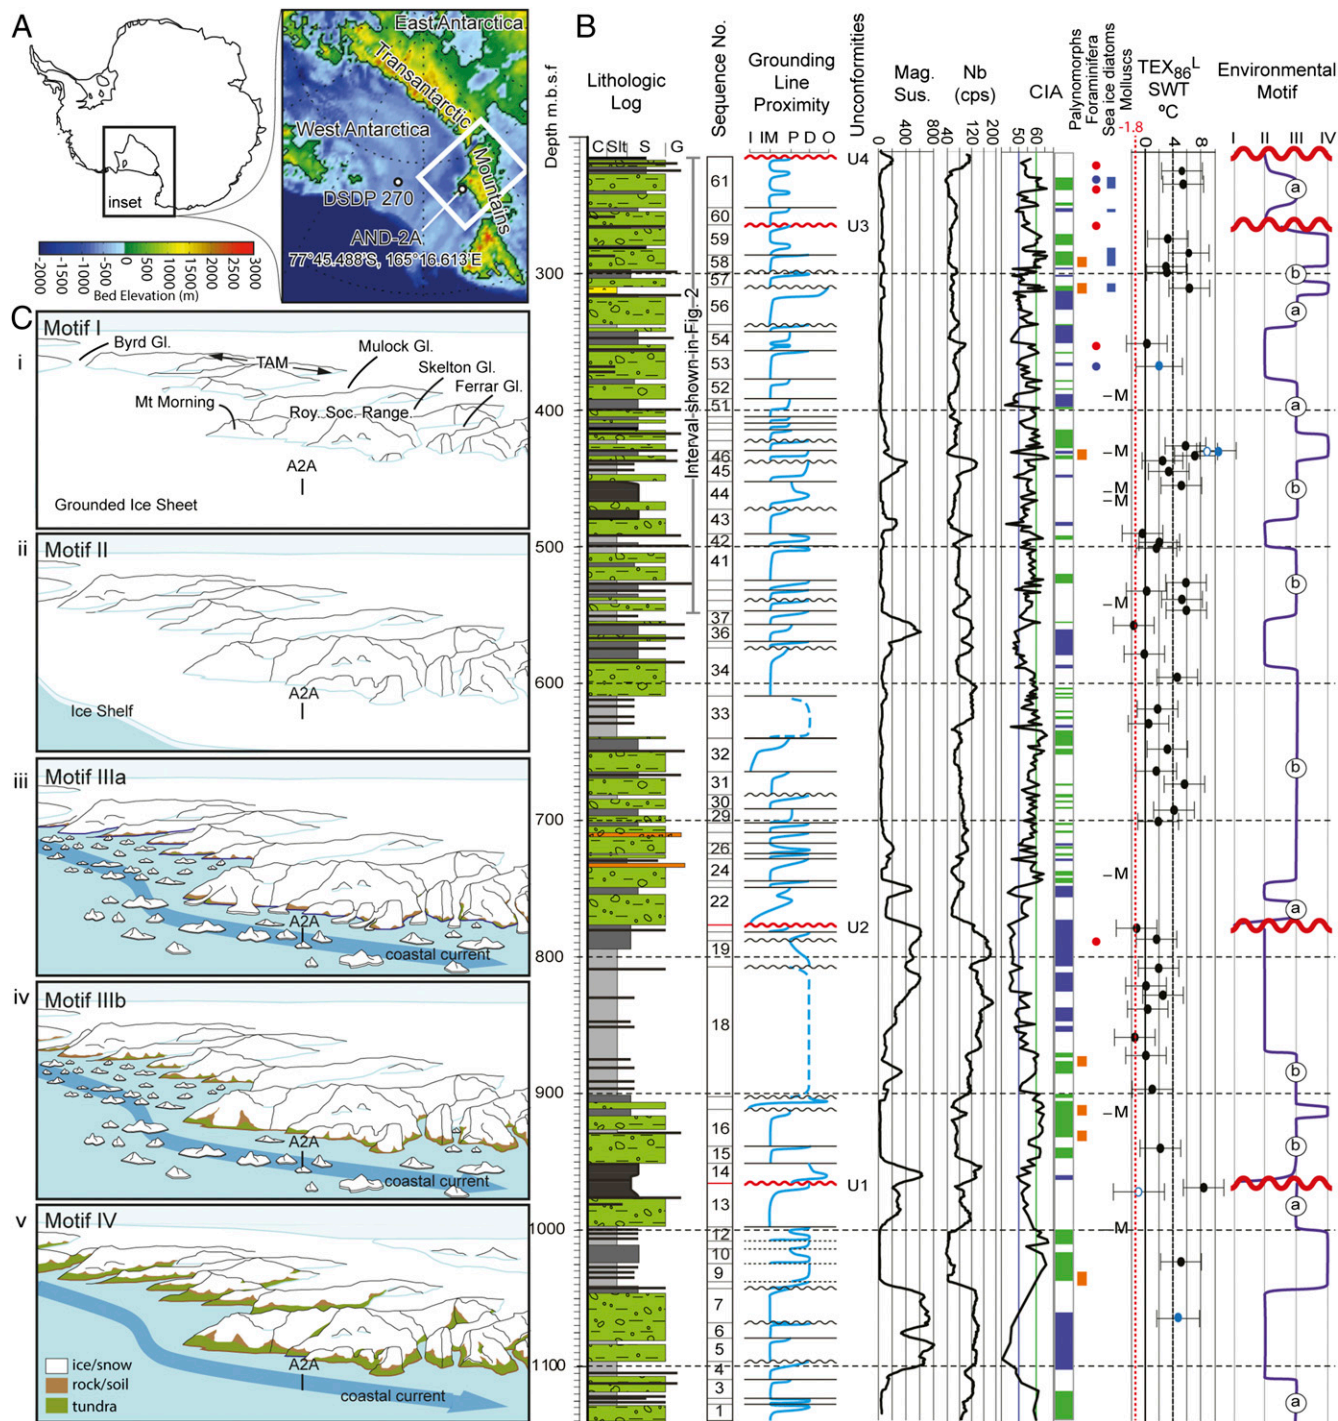 A
East Antarctica
Transantarctic
Mountains
West Antarctica
DSDP 270
AND-2A
77°45.488'S, 165°16.613'E
inset
-2000
-1500
-1000
-500
0
500
1000
1500
2000
2500
3000
Bed Elevation (m)
B
Depth m.b.s.f
Lithologic
Log
C Slt S G
Sequence No.
Grounding
Line
Proximity
I IM P D O
Unconformities
Mag.
Sus.
0 400 800
Nb
(cps)
40 120 200
CIA
50 60
Palynomorphs
Foraminifera
Sea ice diatoms
Molluscs
-1.8
TEX86L
SWT
°C
0 4 8
Environmental
Motif
I II III IV
300
400
500
600
700
800
900
1000
1100
Interval shown in Fig. 2
61
60
59
58
57
56
54
53
52
51
46
45
44
43
42
41
37
36
34
33
32
31
30
29
26
24
22
19
18
16
15
14
13
12
10
9
7
6
5
4
3
1
U4
U3
U2
U1
M
M
M
M
M
M
M
M
a
b
a
a
b
b
b
a
b
b
a
a
C
i
Motif I
Byrd Gl.
TAM
Mulock Gl.
Skelton Gl.
Ferrar Gl.
Mt Morning
Roy. Soc. Range
A2A
Grounded Ice Sheet
ii
Motif II
A2A
Ice Shelf
iii
Motif IIIa
A2A
coastal current
iv
Motif IIIb
A2A
coastal current
v
Motif IV
A2A
coastal current
ice/snow
rock/soil
tundra